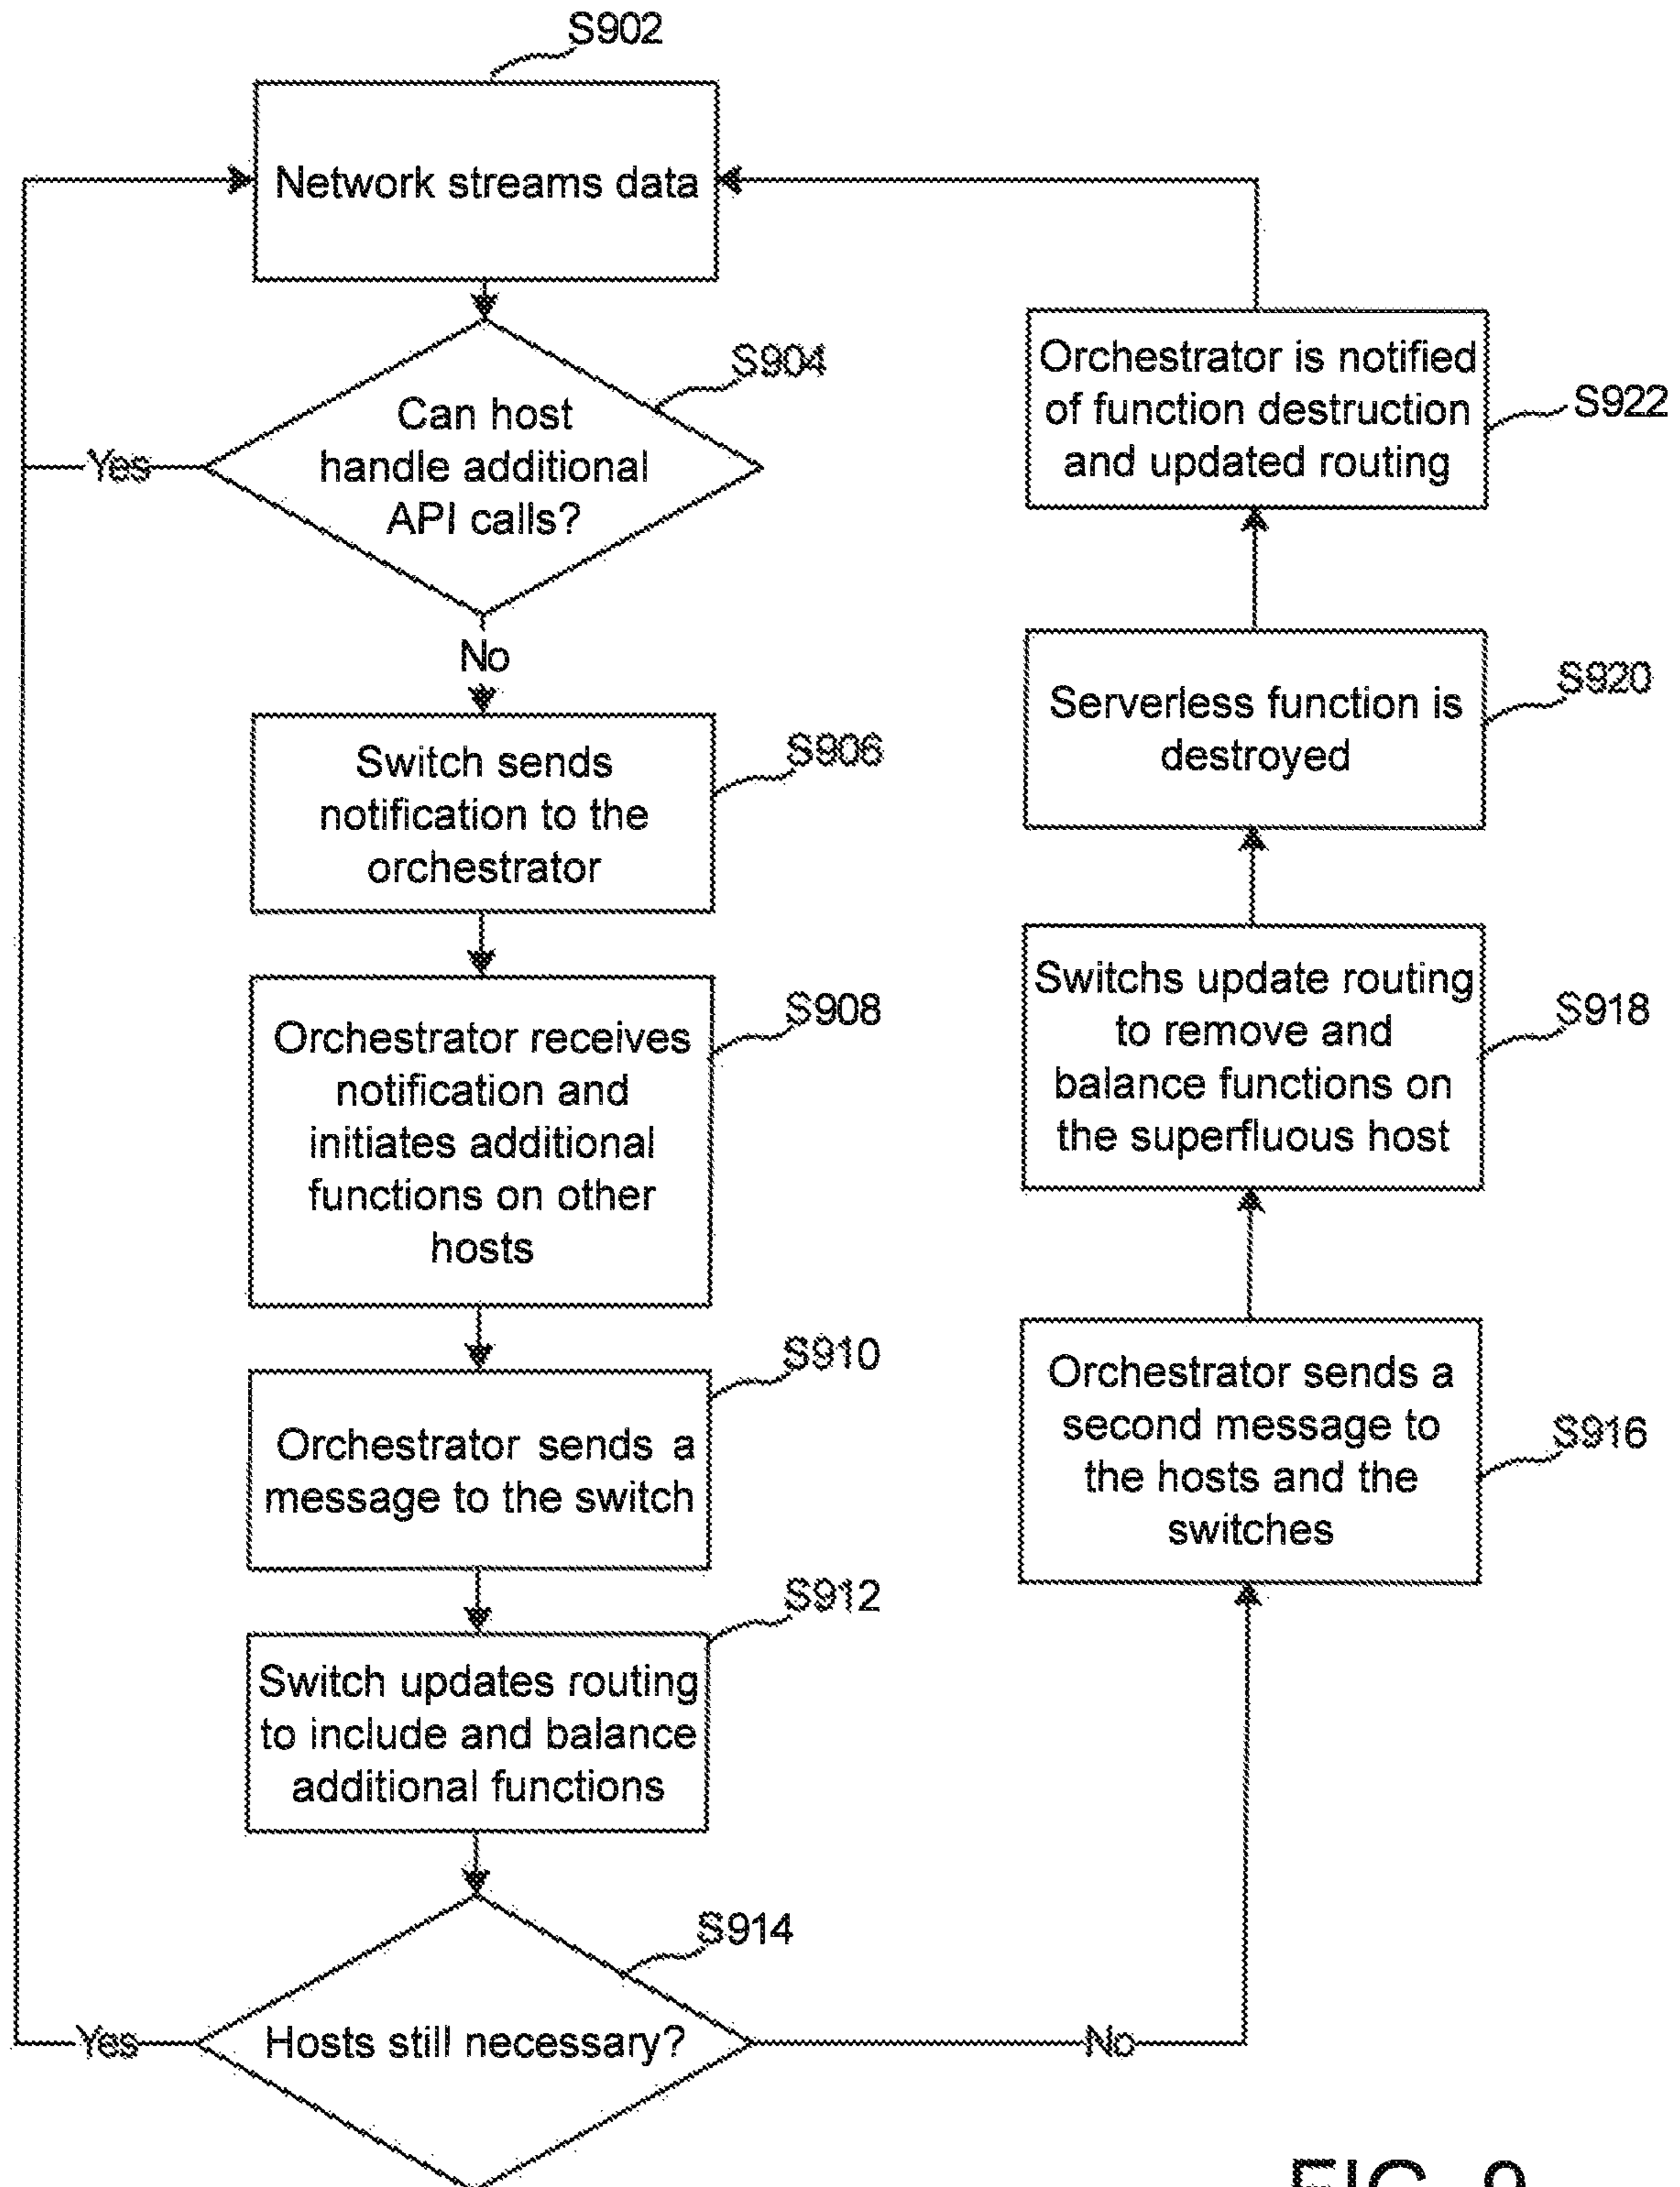 S902
Network streams data
S904
Can host
handle additional
API calls?
Yes
No
S906
Switch sends
notification to the
orchestrator
S908
Orchestrator receives
notification and
initiates additional
functions on other
hosts
S910
Orchestrator sends a
message to the switch
S912
Switch updates routing
to include and balance
additional functions
S914
Hosts still necessary?
Yes
No
S916
Orchestrator sends a
second message to
the hosts and the
switches
S918
Switchs update routing
to remove and
balance functions on
the superfluous host
S920
Serverless function is
destroyed
S922
Orchestrator is notified
of function destruction
and updated routing
FIG. 9